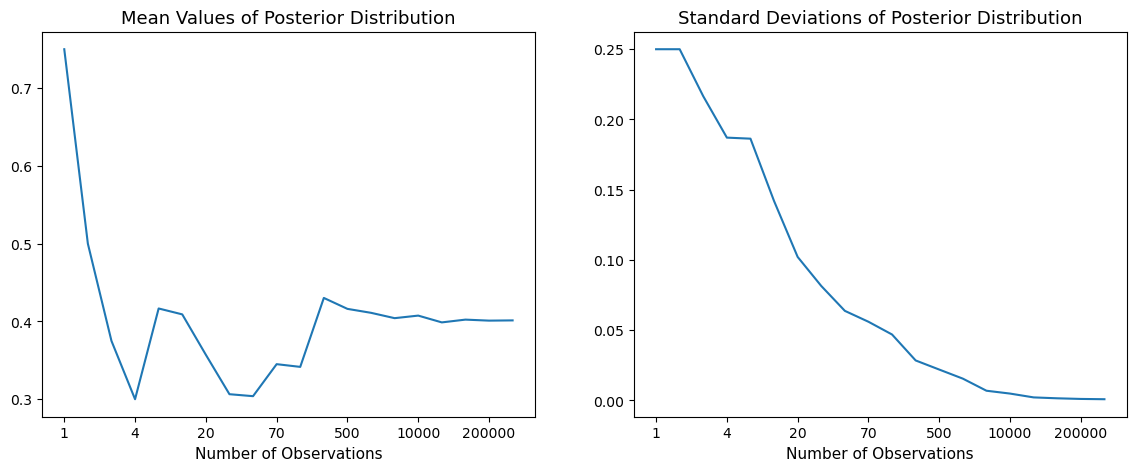 Mean Values of Posterior Distribution
0.7
0.6
0.5
0.4
0.3
1 4 20 70 500 10000 200000
Number of Observations
Standard Deviations of Posterior Distribution
0.25
0.20
0.15
0.10
0.05
0.00
1 4 20 70 500 10000 200000
Number of Observations